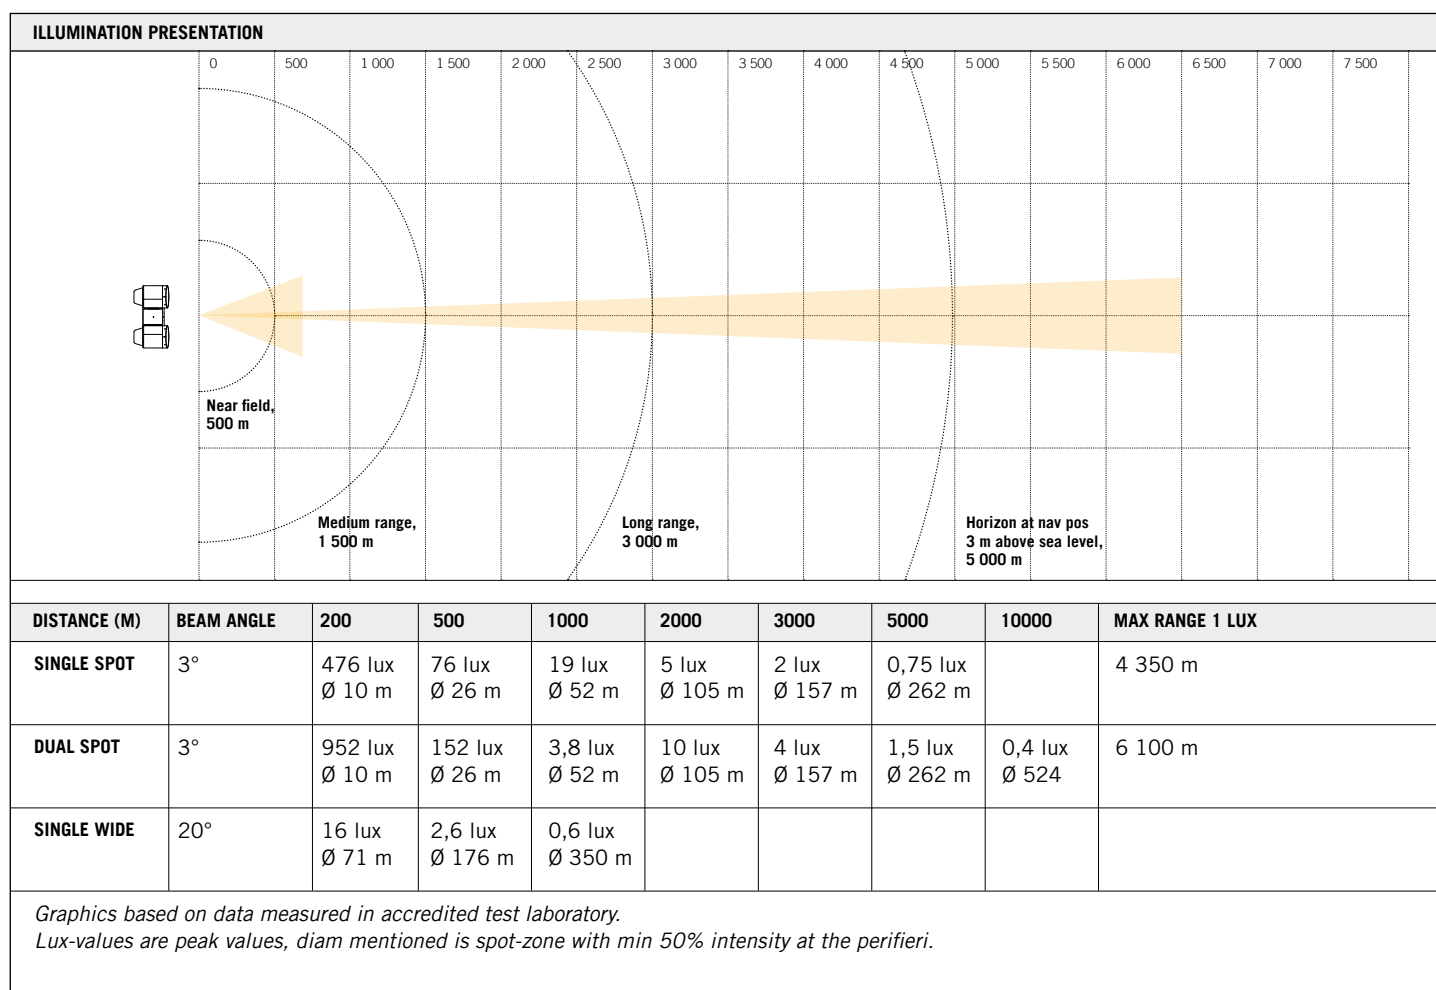 ILLUMINATION PRESENTATION
0 500 1 000 1 500 2 000 2 500 3 000 3 500 4 000 4 500 5 000 5 500 6 000 6 500 7 000 7 500
Near field,
500 m
Medium range,
1 500 m
Long range,
3 000 m
Horizon at nav pos
3 m above sea level,
5 000 m
DISTANCE (M) BEAM ANGLE 200 500 1000 2000 3000 5000 10000 MAX RANGE 1 LUX
SINGLE SPOT 3° 476 lux 76 lux 19 lux 5 lux 2 lux 0,75 lux 4 350 m
Ø 10 m Ø 26 m Ø 52 m Ø 105 m Ø 157 m Ø 262 m
DUAL SPOT 3° 952 lux 152 lux 3,8 lux 10 lux 4 lux 1,5 lux 0,4 lux 6 100 m
Ø 10 m Ø 26 m Ø 52 m Ø 105 m Ø 157 m Ø 262 m Ø 524
SINGLE WIDE 20° 16 lux 2,6 lux 0,6 lux
Ø 71 m Ø 176 m Ø 350 m
Graphics based on data measured in accredited test laboratory.
Lux-values are peak values, diam mentioned is spot-zone with min 50% intensity at the perifieri.